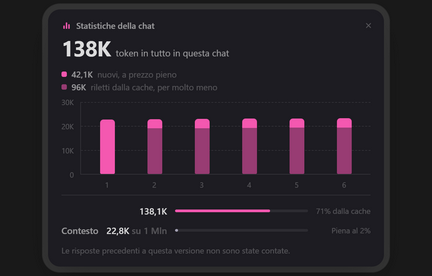 Statistiche della chat
138K token in tutto in questa chat
42,1K nuovi, a prezzo pieno
96K riletti dalla cache, per molto meno
30K
20K
10K
0
1 2 3 4 5 6
138,1K 71% dalla cache
Contesto 22,8K su 1 Mln Piena al 2%
Le risposte precedenti a questa versione non sono state contate.